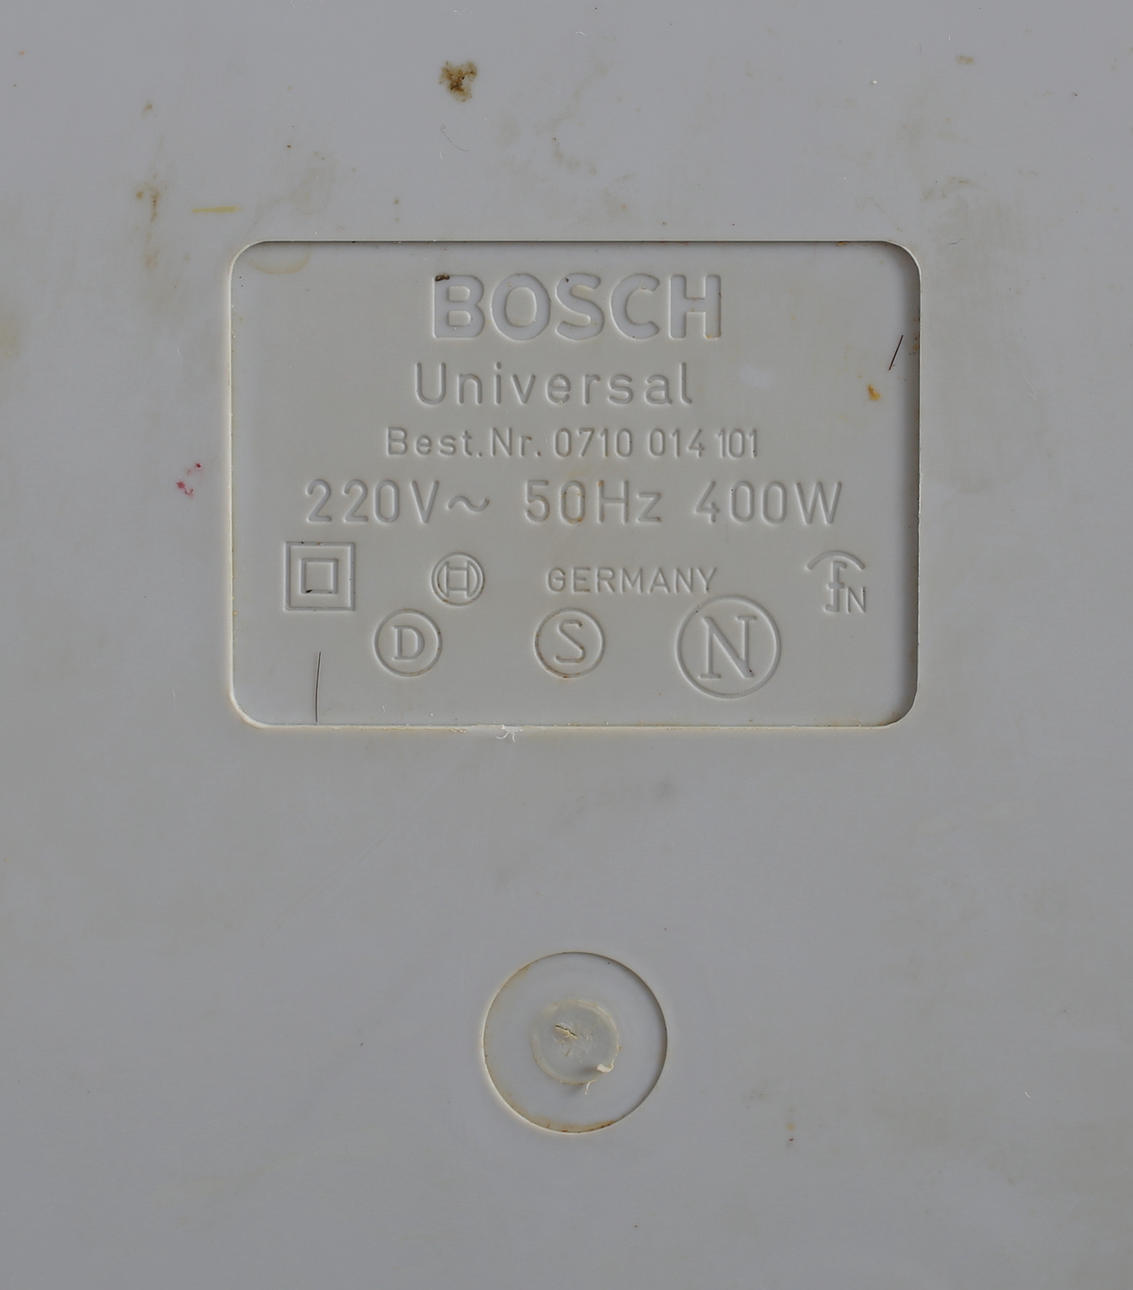 BOSCH
Universal
Best.Nr. 0710 014 101
220V~ 50Hz 400W
GERMANY
D S N